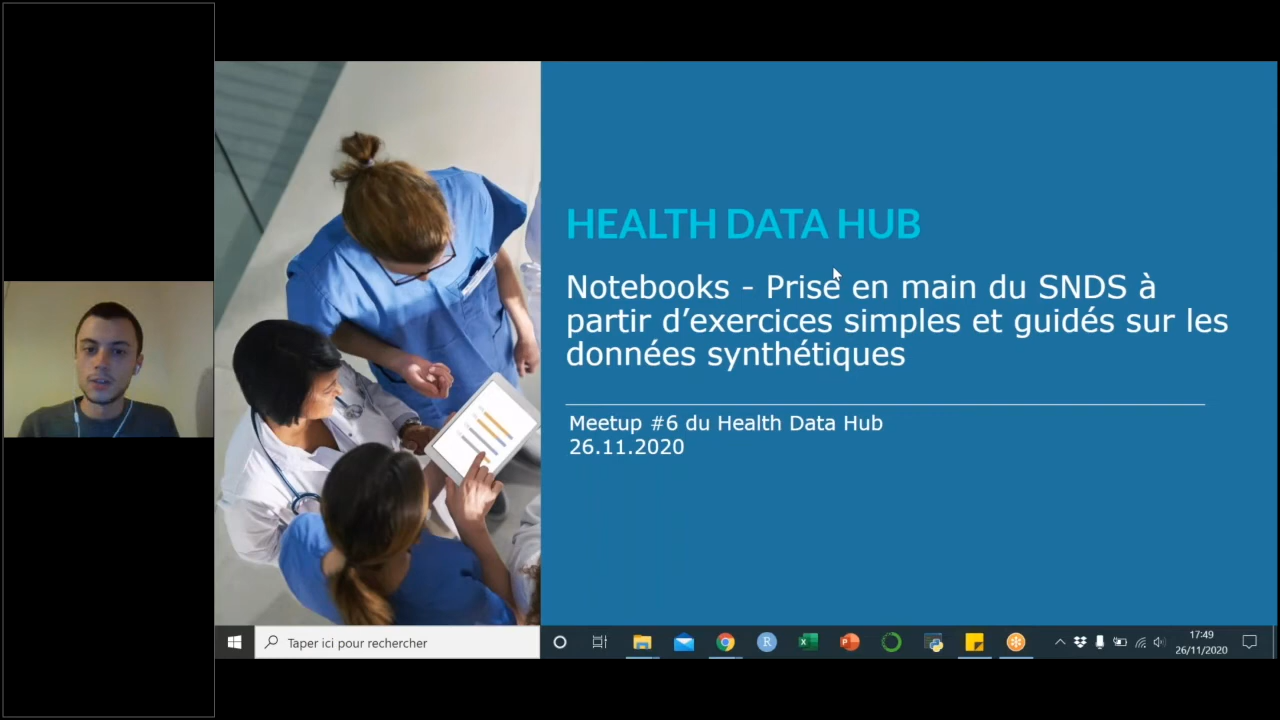 HEALTH DATA HUB
Notebooks - Prise en main du SNDS à
partir d’exercices simples et guidés sur les
données synthétiques
Meetup #6 du Health Data Hub
26.11.2020
Taper ici pour rechercher
17:49
26/11/2020